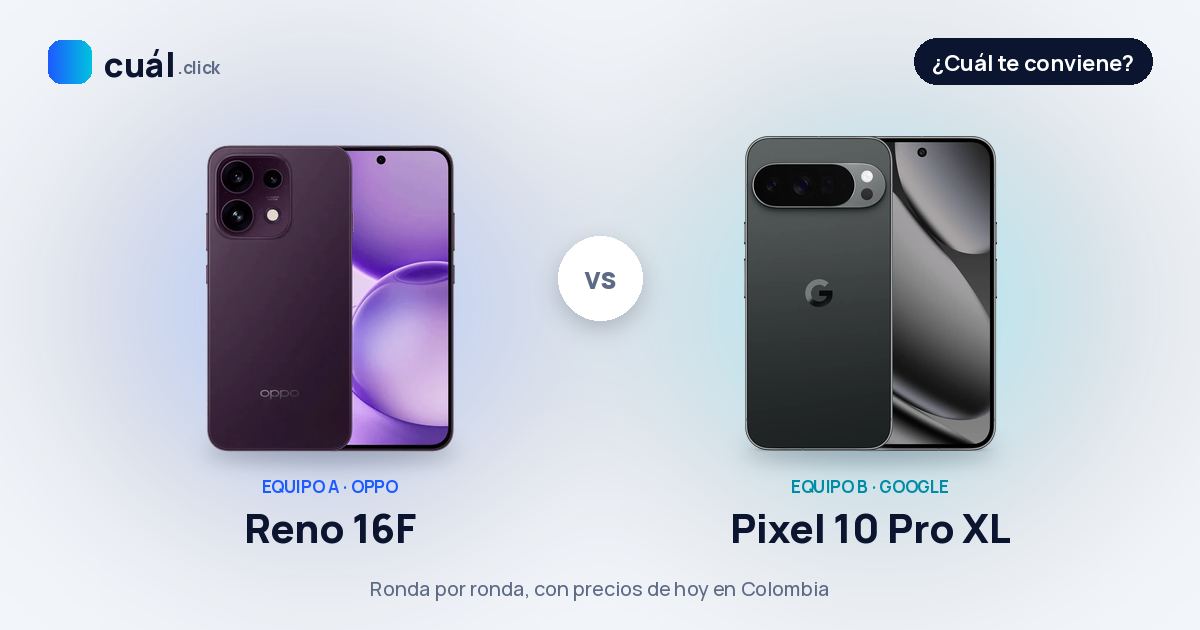 cuál.click
¿Cuál te conviene?
oppo
G
VS
EQUIPO A · OPPO
Reno 16F
EQUIPO B · GOOGLE
Pixel 10 Pro XL
Ronda por ronda, con precios de hoy en Colombia